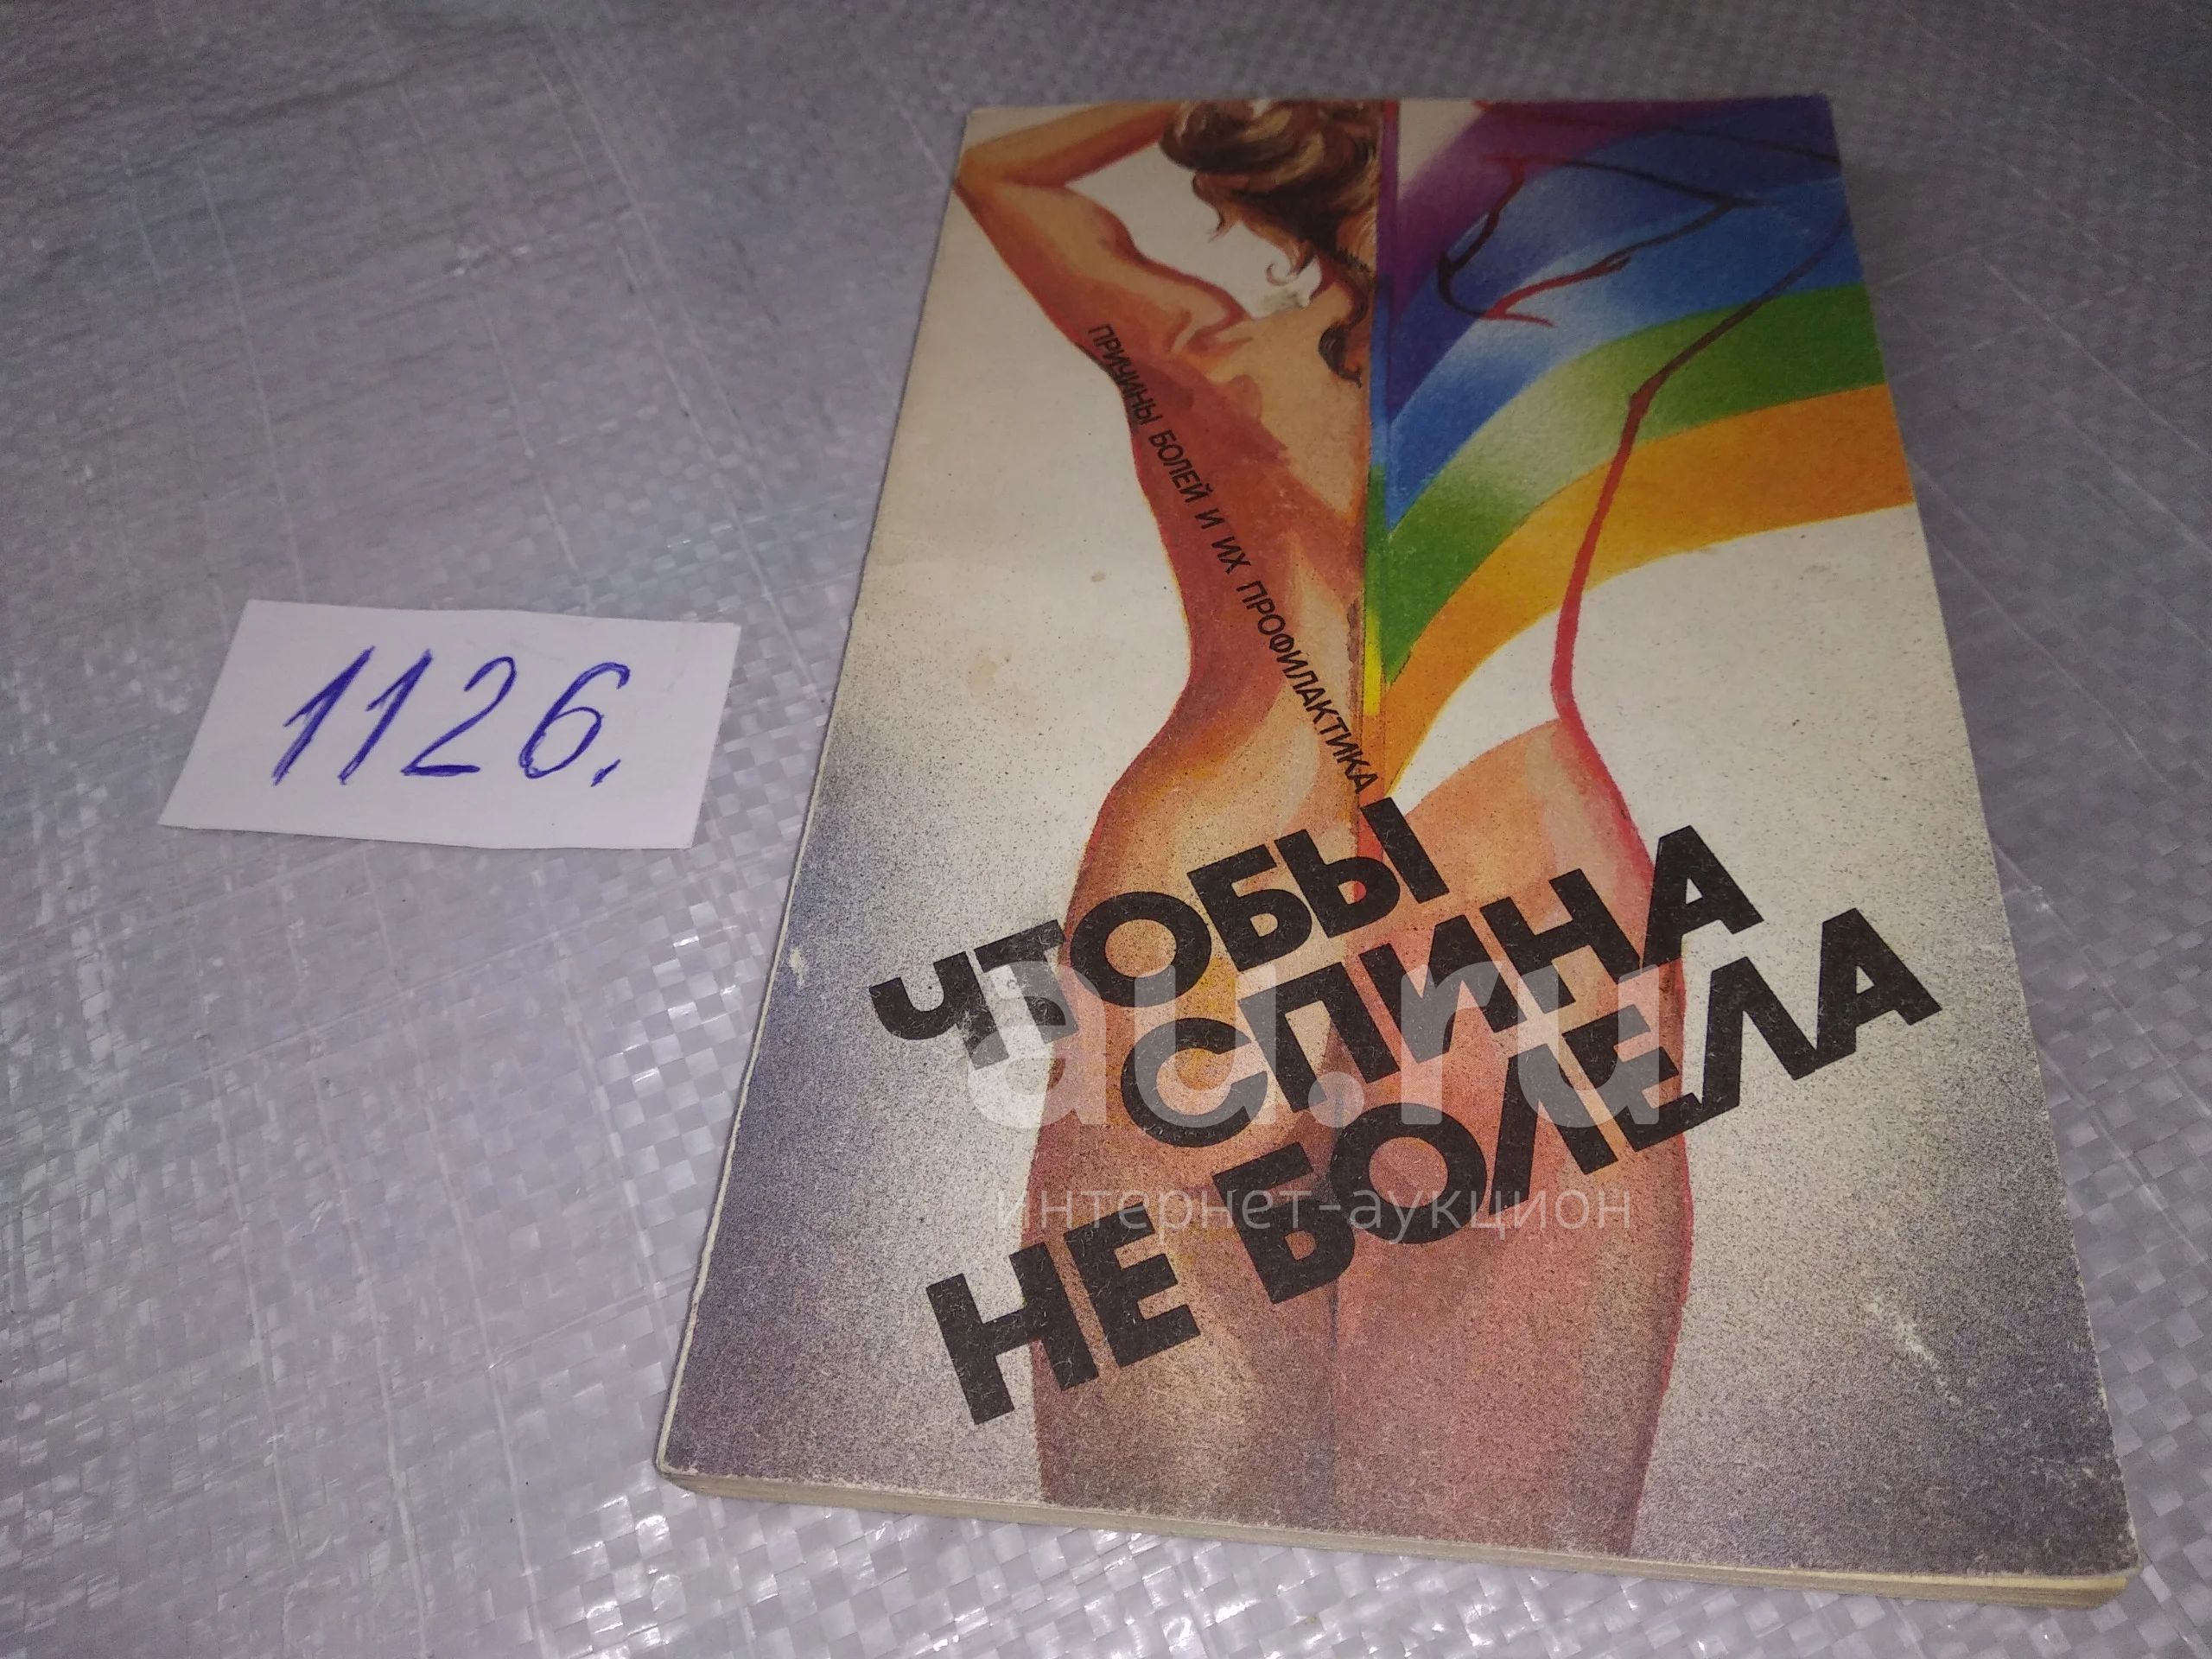 1126.
ПРИЧИНЫ БОЛЕЙ И ИХ ПРОФИЛАКТИКА
ЧТОБЫ
СПИНА
НЕ БОЛЕЛА
au.ru
интернет-аукцион